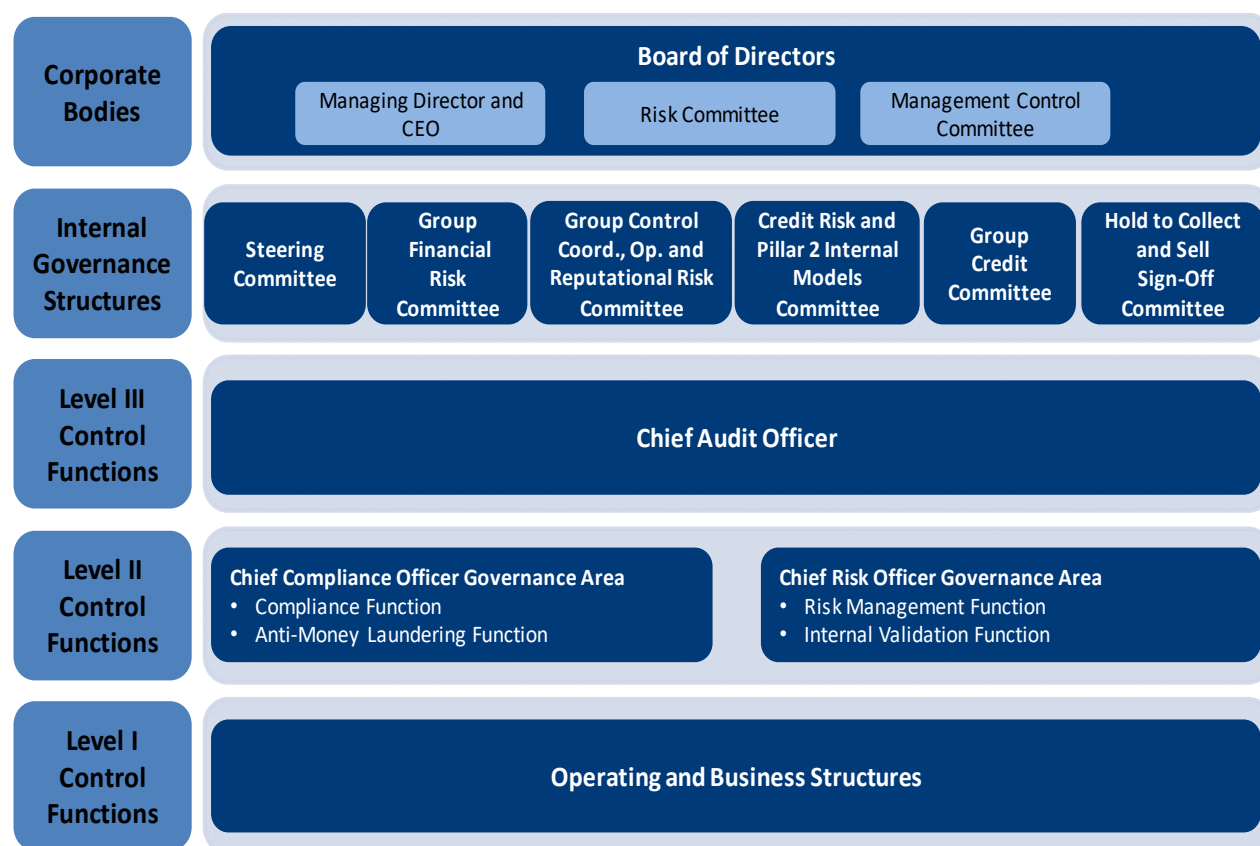 Corporate
Bodies
Board of Directors
Managing Director and
CEO
Risk Committee
Management Control
Committee
Internal
Governance
Structures
Steering
Committee
Group
Financial
Risk
Committee
Group Control
Coord., Op. and
Reputational Risk
Committee
Credit Risk and
Pillar 2 Internal
Models
Committee
Group
Credit
Committee
Hold to Collect
and Sell
Sign-Off
Committee
Level III
Control
Functions
Chief Audit Officer
Level II
Control
Functions
Chief Compliance Officer Governance Area
• Compliance Function
• Anti-Money Laundering Function
Chief Risk Officer Governance Area
• Risk Management Function
• Internal Validation Function
Level I
Control
Functions
Operating and Business Structures